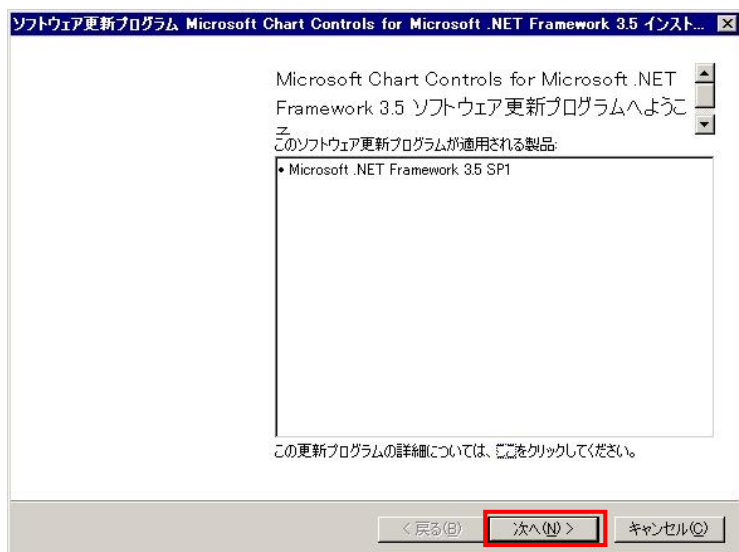 ソフトウェア更新プログラム Microsoft Chart Controls for Microsoft .NET Framework 3.5 インスト...
Microsoft Chart Controls for Microsoft .NET
Framework 3.5 ソフトウェア更新プログラムへようこ
そ
このソフトウェア更新プログラムが適用される製品:
• Microsoft .NET Framework 3.5 SP1
この更新プログラムの詳細については、ここをクリックしてください。
< 戻る(B)
次へ(N) >
キャンセル(C)